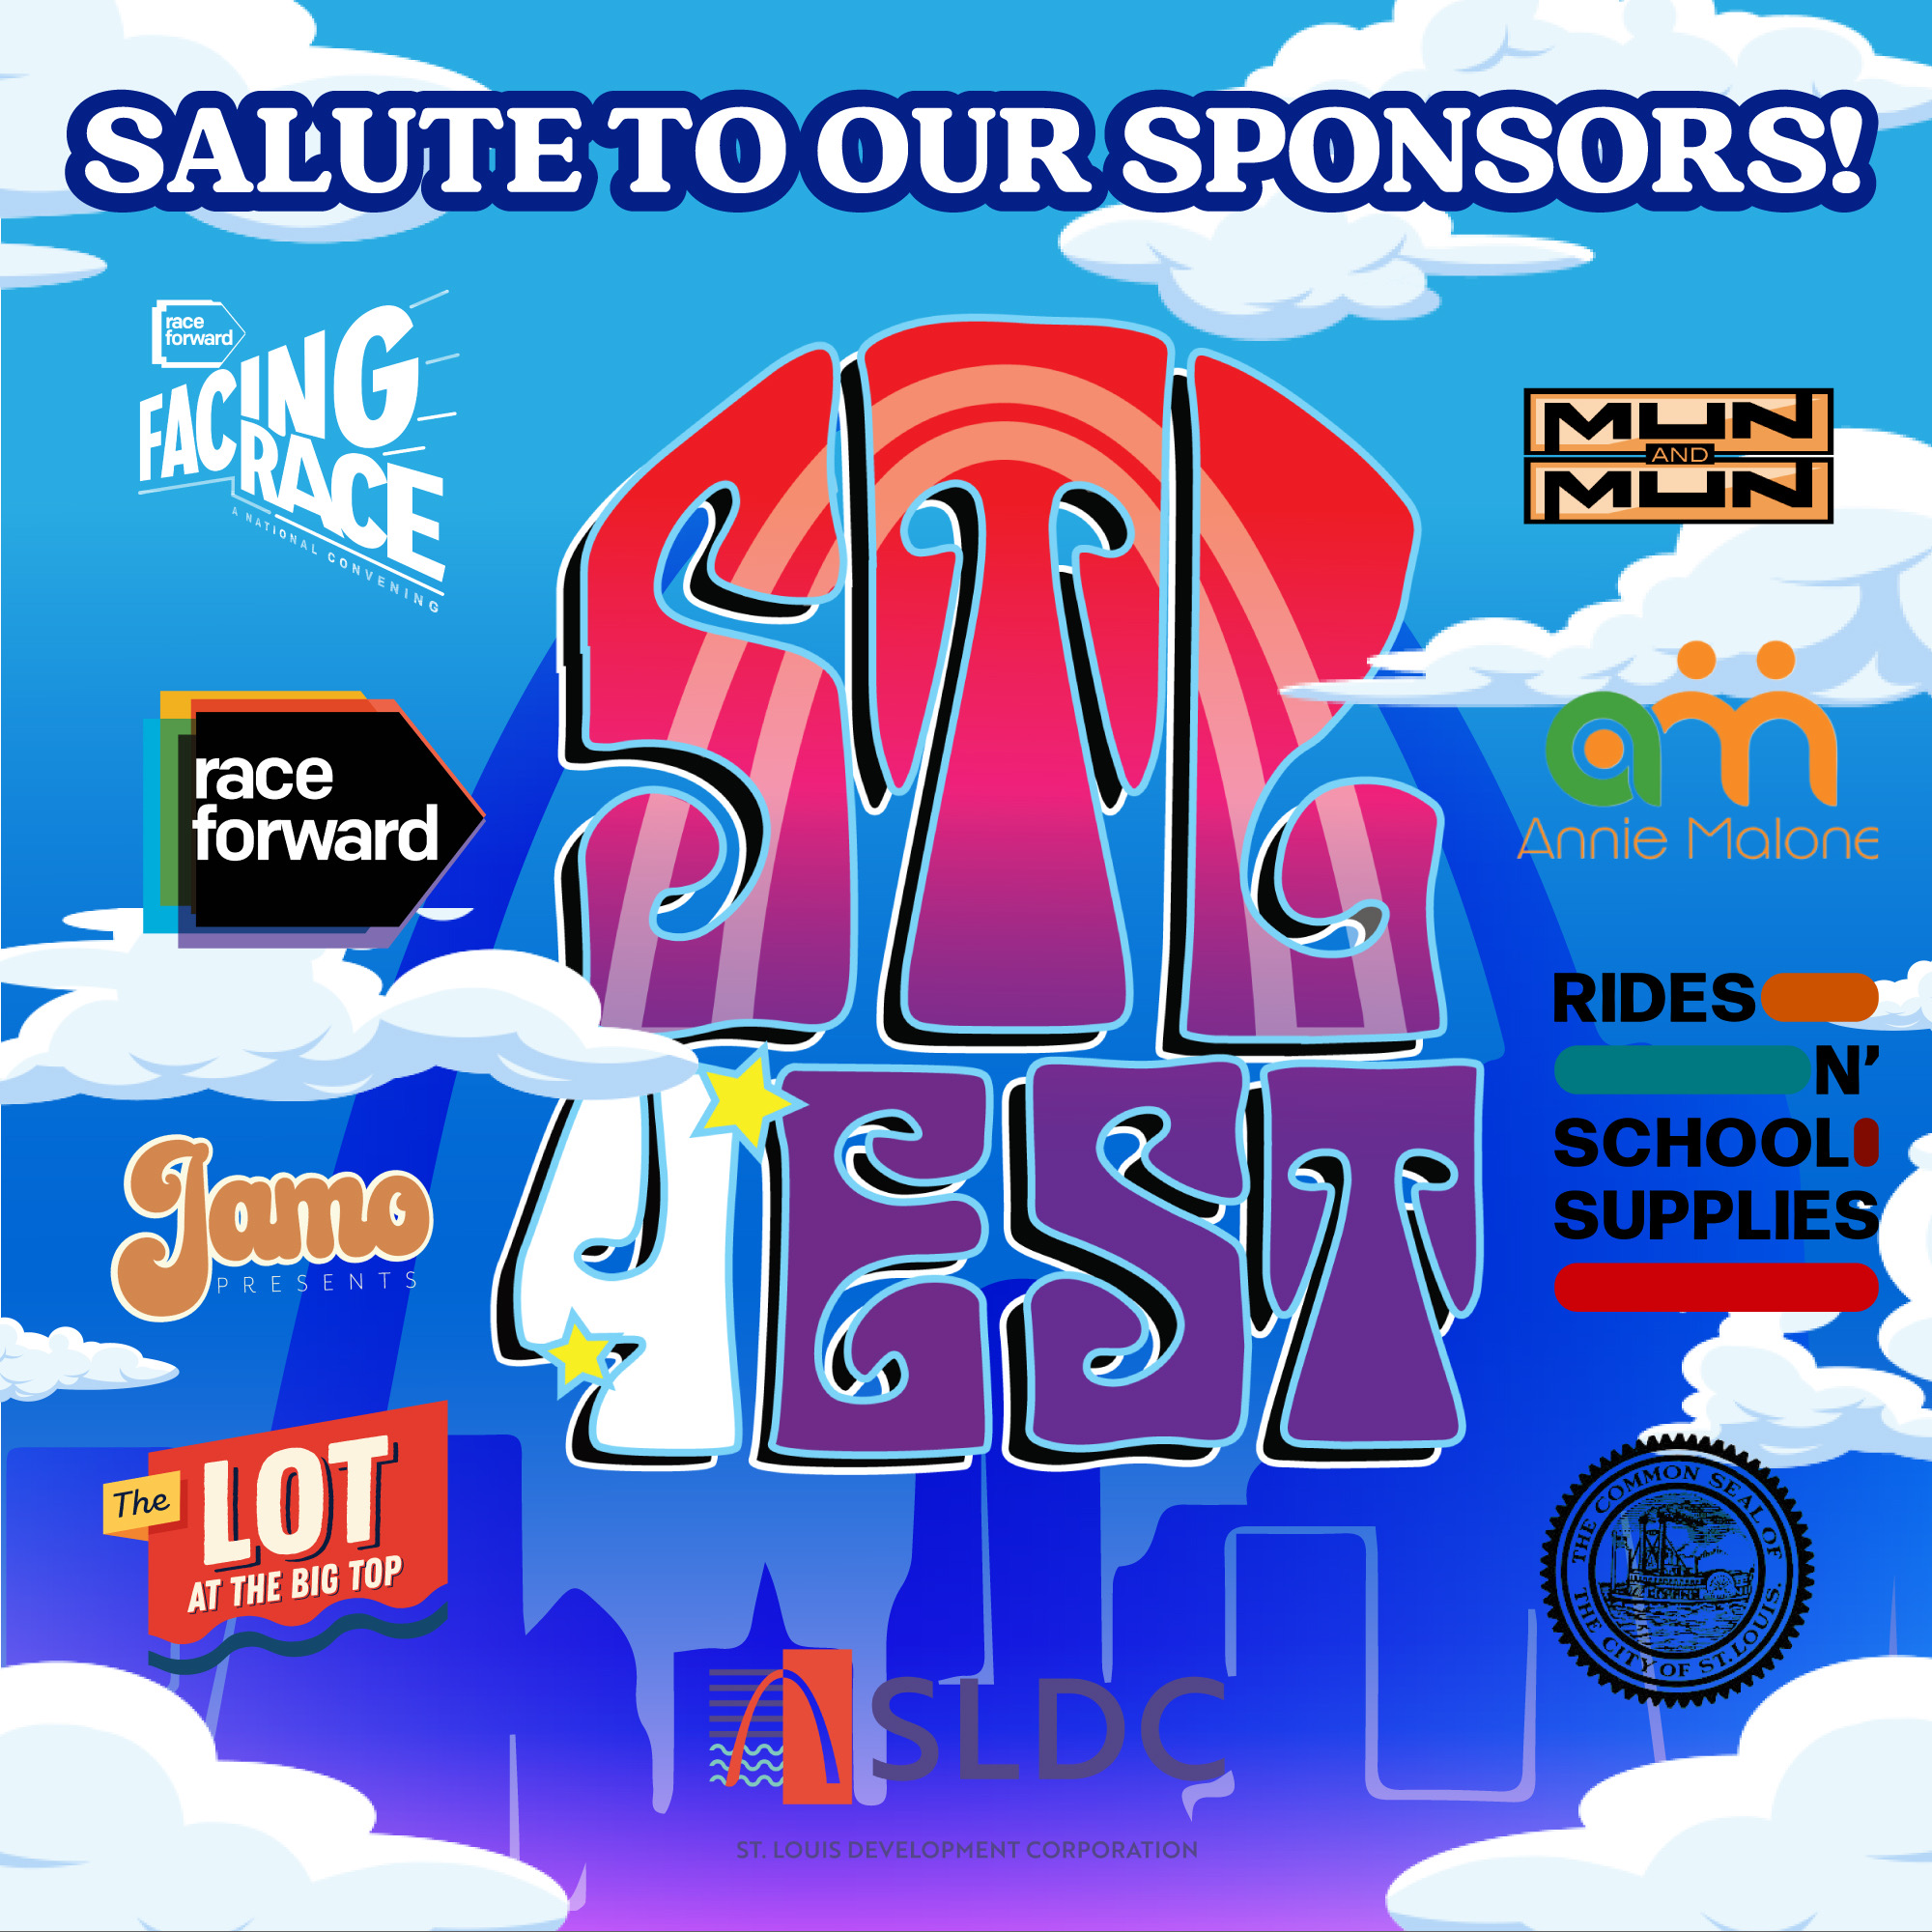 SALUTE TO OUR SPONSORS!
race
forward
FACING
RACE
A NATIONAL CONVENING
race
forward
Jamo
PRESENTS
The
LOT
AT THE BIG TOP
STL
4EST
MUN
AND
MUN
am
Annie Malone
RIDES
N’
SCHOOL
SUPPLIES
THE COMMON SEAL OF
THE CITY OF ST. LOUIS.
SLDC
ST. LOUIS DEVELOPMENT CORPORATION